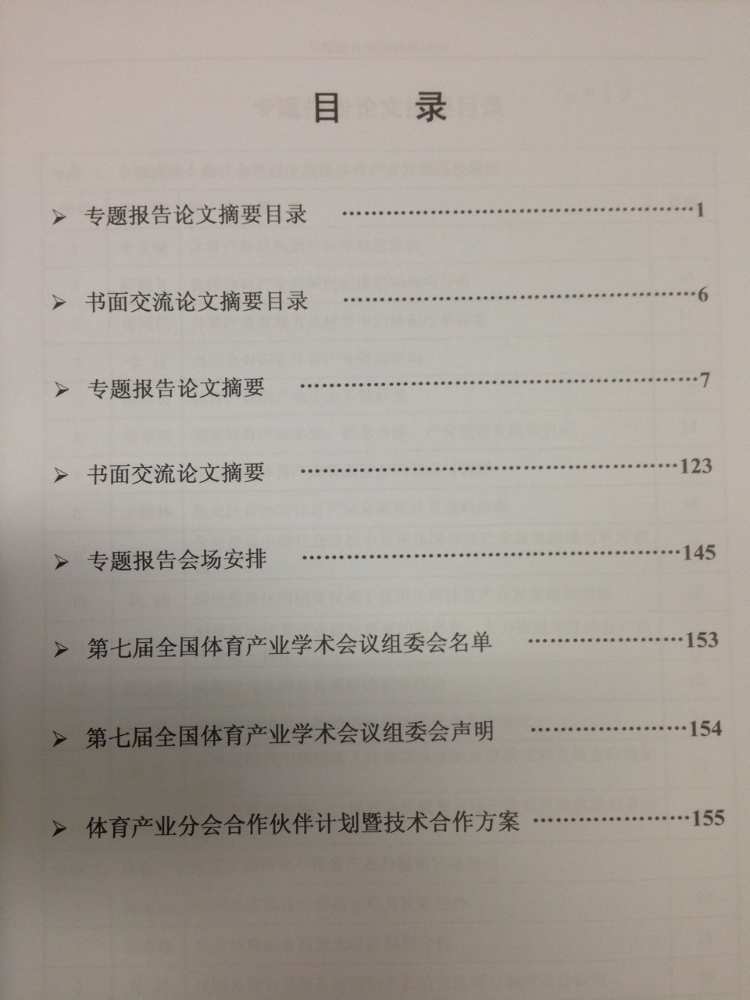 目 录
➢ 专题报告论文摘要目录 ………………………………………1
➢ 书面交流论文摘要目录 ………………………………………6
➢ 专题报告论文摘要 ……………………………………………7
➢ 书面交流论文摘要 …………………………………………123
➢ 专题报告会场安排 …………………………………………145
➢ 第七届全国体育产业学术会议组委会名单 …………………153
➢ 第七届全国体育产业学术会议组委会声明 …………………154
➢ 体育产业分会合作伙伴计划暨技术合作方案 …………………155